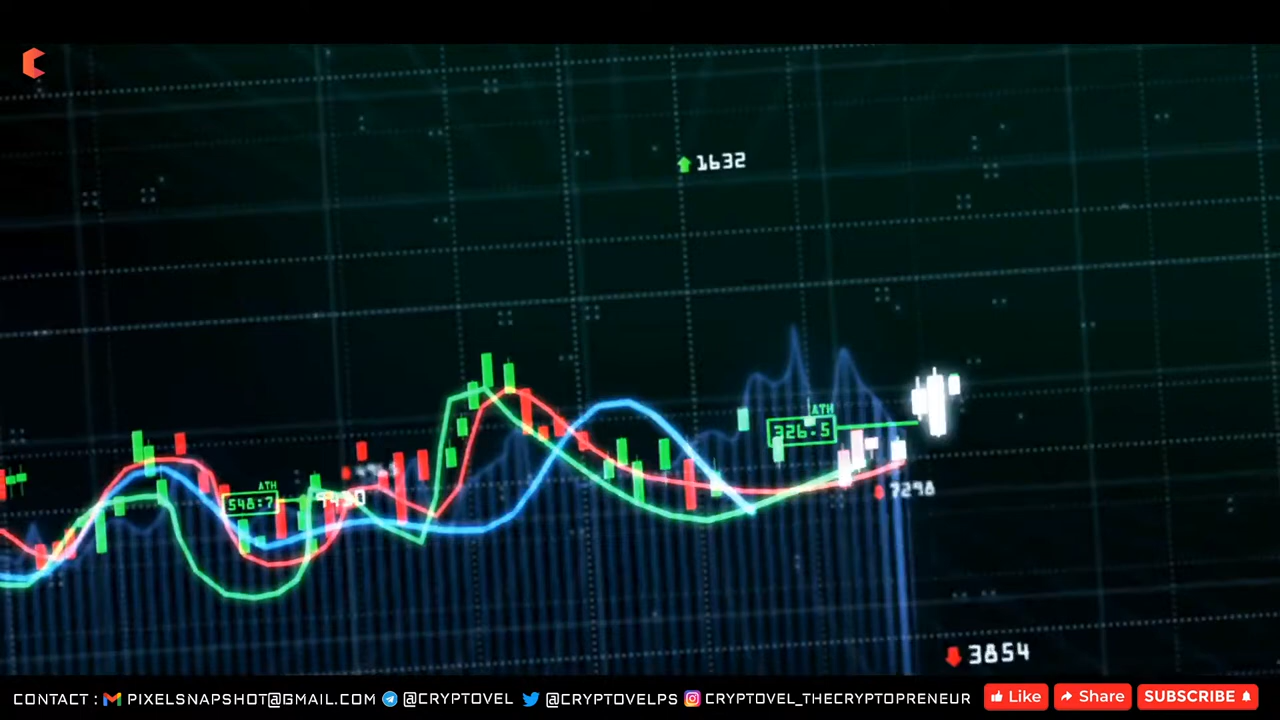 1632
ATH
326.5
7298
ATH
548:7
3854
CONTACT : PIXELSNAPSHOT@GMAIL.COM @CRYPTOVEL @CRYPTOVELPS CRYPTOVEL_THECRYPTOPRENEUR Like Share SUBSCRIBE